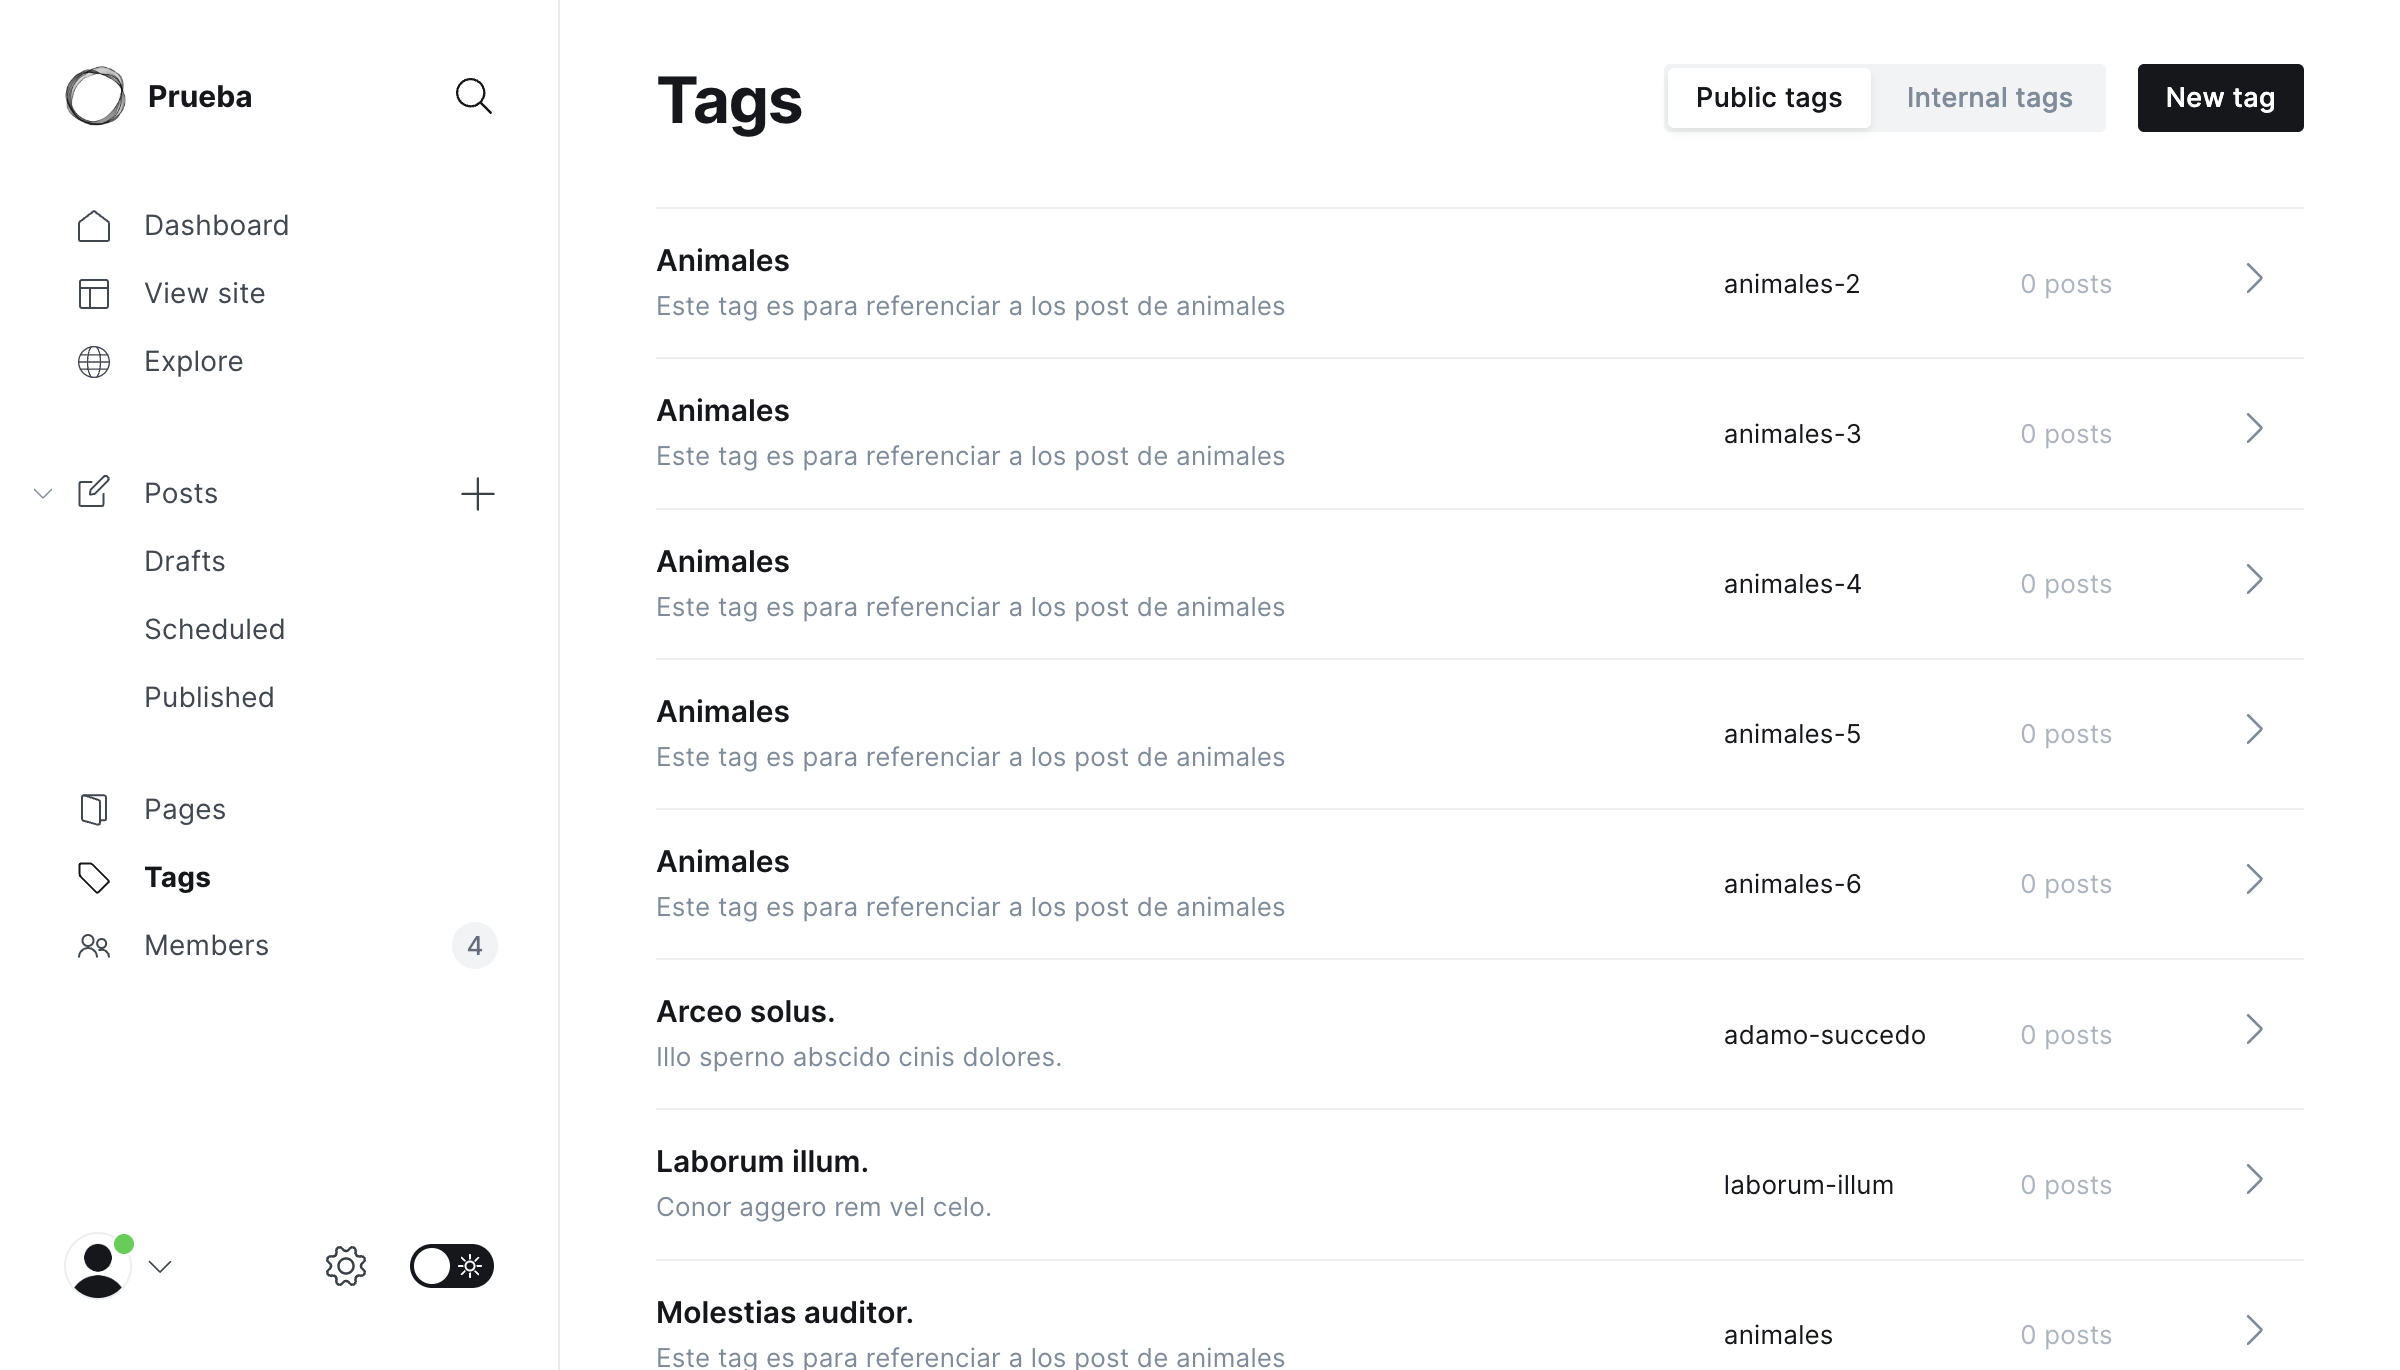 Prueba
Dashboard
View site
Explore
Posts
Drafts
Scheduled
Published
Pages
Tags
Members 4
Tags
Public tags Internal tags New tag
Animales
Este tag es para referenciar a los post de animales
animales-2 0 posts
Animales
Este tag es para referenciar a los post de animales
animales-3 0 posts
Animales
Este tag es para referenciar a los post de animales
animales-4 0 posts
Animales
Este tag es para referenciar a los post de animales
animales-5 0 posts
Animales
Este tag es para referenciar a los post de animales
animales-6 0 posts
Arceo solus.
Illo sperno abscido cinis dolores.
adamo-succedo 0 posts
Laborum illum.
Conor aggero rem vel celo.
laborum-illum 0 posts
Molestias auditor.
Este tag es para referenciar a los post de animales
animales 0 posts